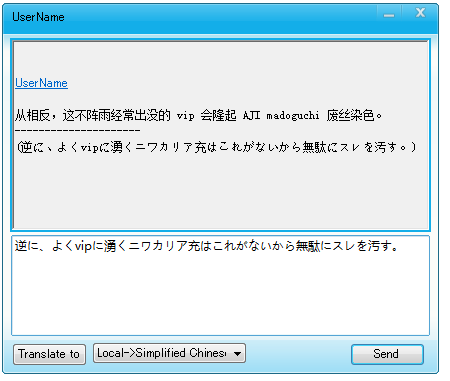 UserName
UserName
从相反，这不阵雨经常出没的 vip 会隆起 AJI madoguchi 废丝染色。
---------------------
(逆に、よくvipに湧くニワカリア充はこれがないから無駄にスレを汚す。)
逆に、よくvipに湧くニワカリア充はこれがないから無駄にスレを汚す。
Translate to Local->Simplified Chines Send